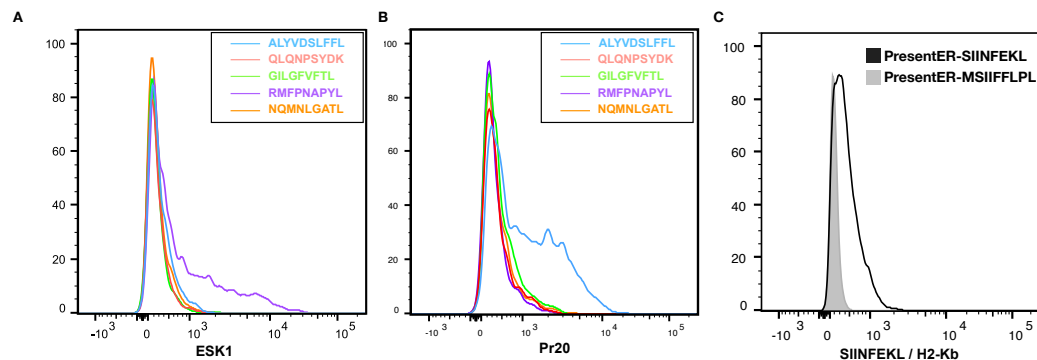 A
B
C
100
80
60
40
20
0
ALYVDSLFFL
QLQNPSYDK
GILGFVFTL
RMFPNAPYL
NQMNLGATL
-10 3
0
10 3
10 4
10 5
ESK1
100
80
60
40
20
0
ALYVDSLFFL
QLQNPSYDK
GILGFVFTL
RMFPNAPYL
NQMNLGATL
-10 3
0
10 3
10 4
10 5
Pr20
100
80
60
40
20
0
PresentER-SIINFEKL
PresentER-MSIIFFLPL
-10 3
0
10 3
10 4
10 5
SIINFEKL / H2-Kb